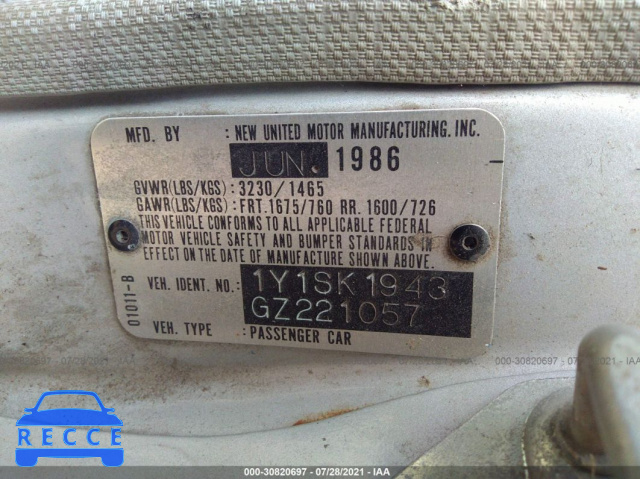 MFD. BY : NEW UNITED MOTOR MANUFACTURING. INC.
JUN. 1986
GVWR(LBS/KGS) : 3230/1465
GAWR(LBS/KGS) : FRT. 1675/760 RR. 1600/726
THIS VEHICLE CONFORMS TO ALL APPLICABLE FEDERAL
MOTOR VEHICLE SAFETY AND BUMPER STANDARDS IN
EFFECT ON THE DATE OF MANUFACTURE SHOWN ABOVE.
01011-B
VEH. IDENT. NO. : 1Y1SK1943
GZ221057
VEH. TYPE : PASSENGER CAR
000-30820697 - 07/28/2021 - IAA
RECCE
000-30820697 - 07/28/2021 - IAA